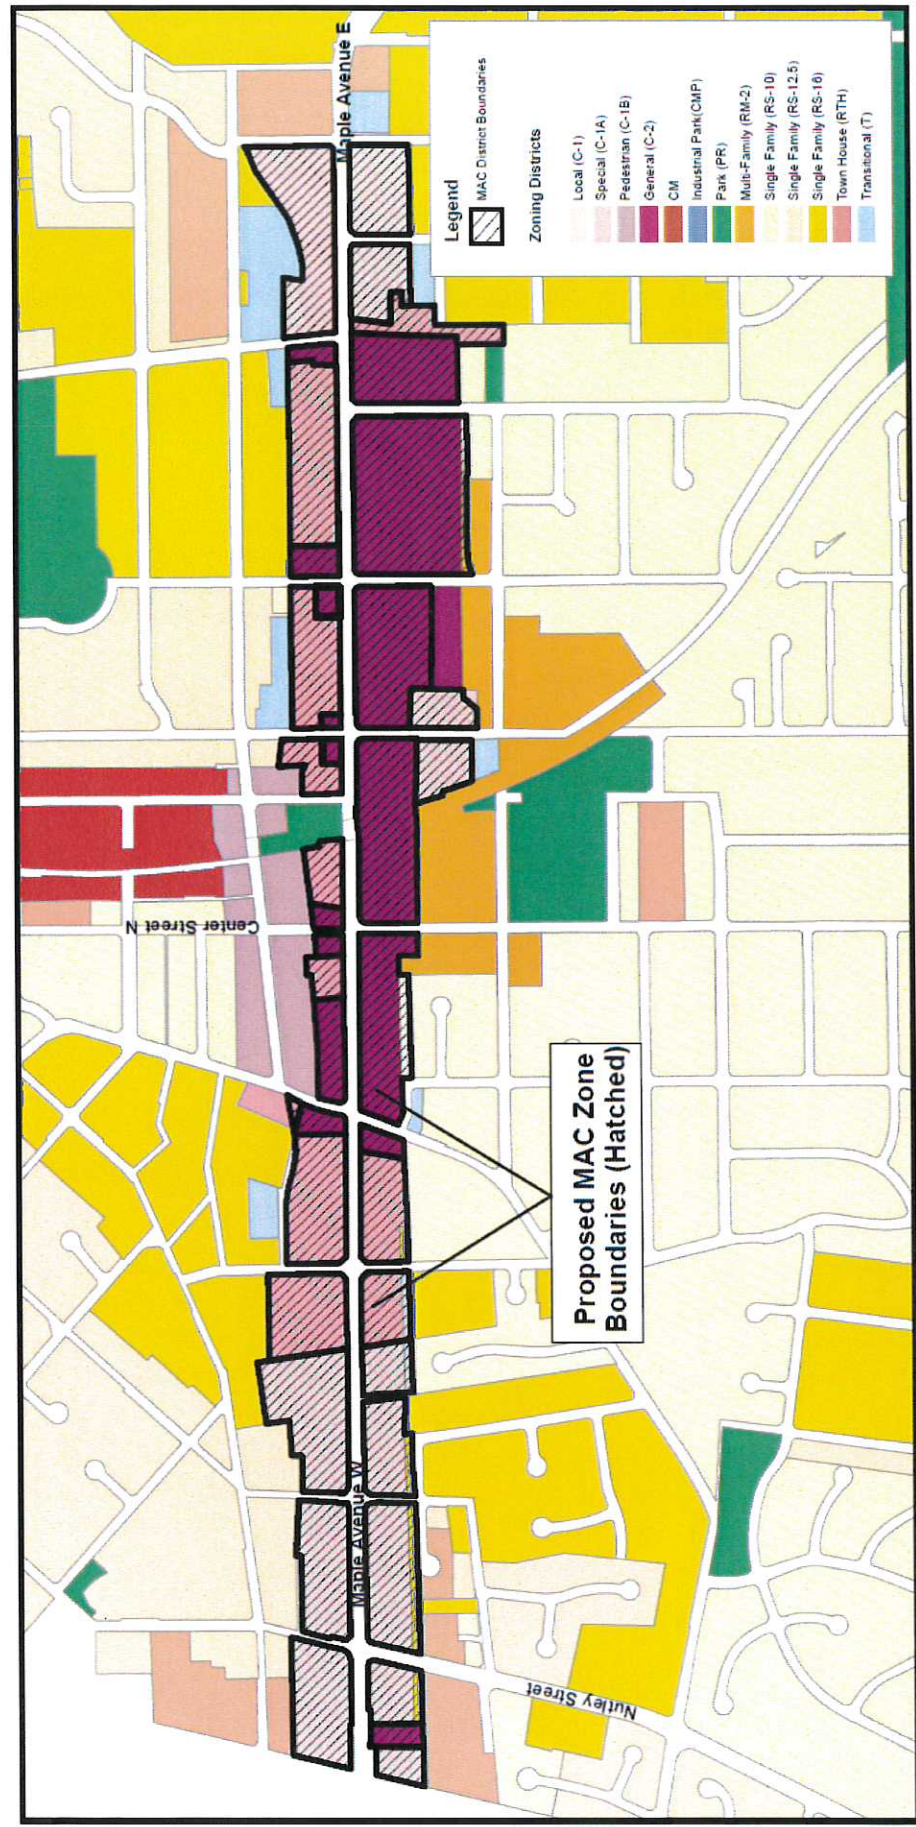 Maple Avenue E
Legend
MAC District Boundaries
Zoning Districts
Local (C-1)
Special (C-1A)
Pedestrian (C-1B)
General (C-2)
CM
Industrial Park(CMP)
Park (PR)
Multi-Family (RM-2)
Single Family (RS-10)
Single Family (RS-12.5)
Single Family (RS-16)
Town House (RTH)
Transitional (T)
Center Street N
Proposed MAC Zone
Boundaries (Hatched)
Maple Avenue W
Nutley Street